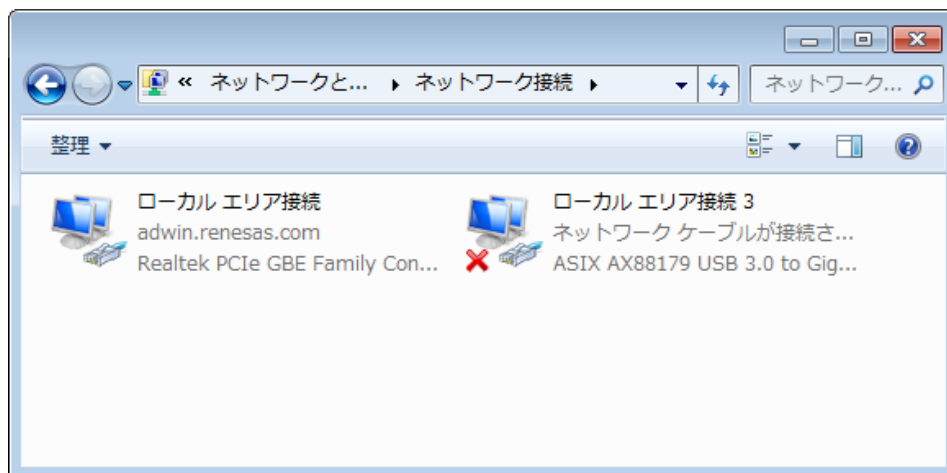 « ネットワークと... ▸ ネットワーク接続 ▸
ネットワーク...
整理
ローカル エリア接続
adwin.renesas.com
Realtek PCIe GBE Family Con...
ローカル エリア接続 3
ネットワーク ケーブルが接続さ...
ASIX AX88179 USB 3.0 to Gig...